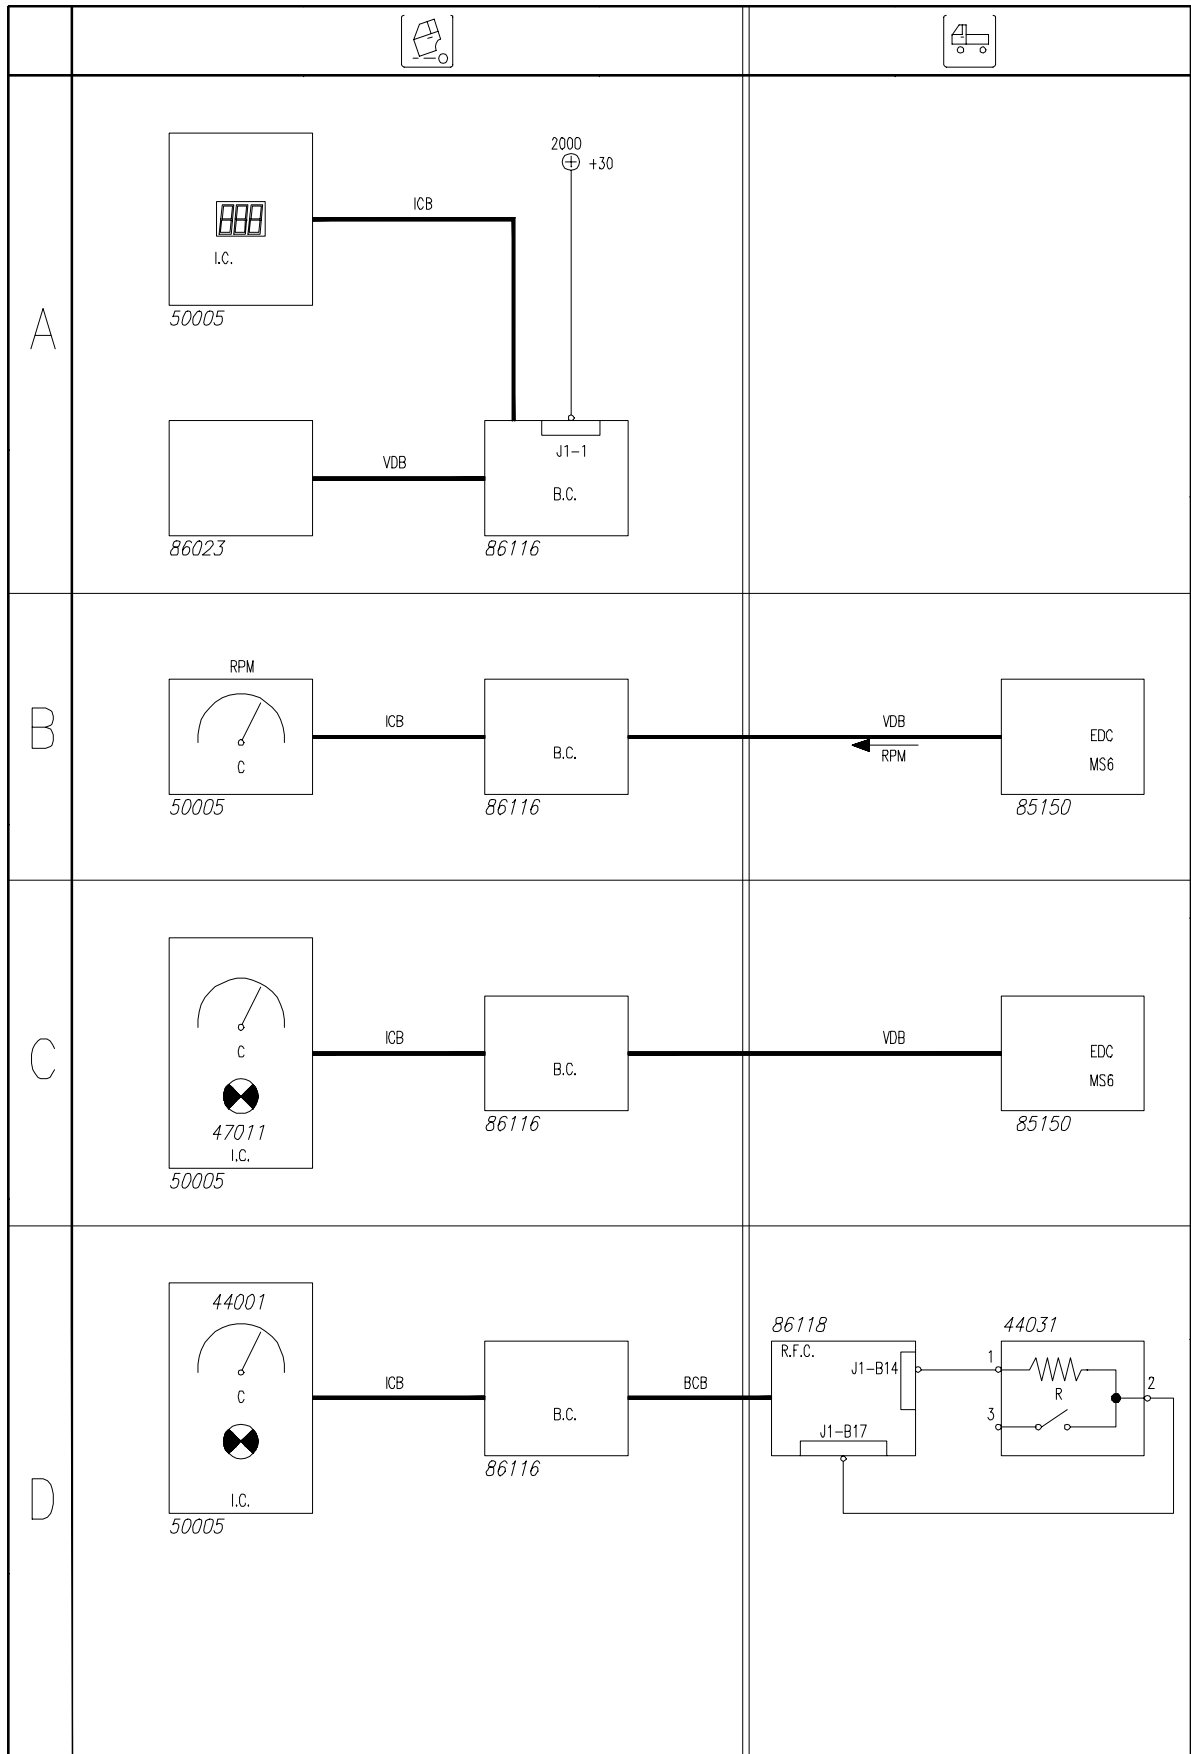 A
2000
+30
ICB
I.C.
50005
J1-1
VDB
B.C.
86023
86116
B
RPM
C
ICB
B.C.
VDB
RPM
EDC
MS6
50005
86116
85150
C
C
47011
I.C.
50005
ICB
B.C.
86116
VDB
EDC
MS6
85150
D
44001
C
I.C.
50005
ICB
B.C.
86116
BCB
86118
R.F.C.
J1-B14
J1-B17
44031
1
R
2
3